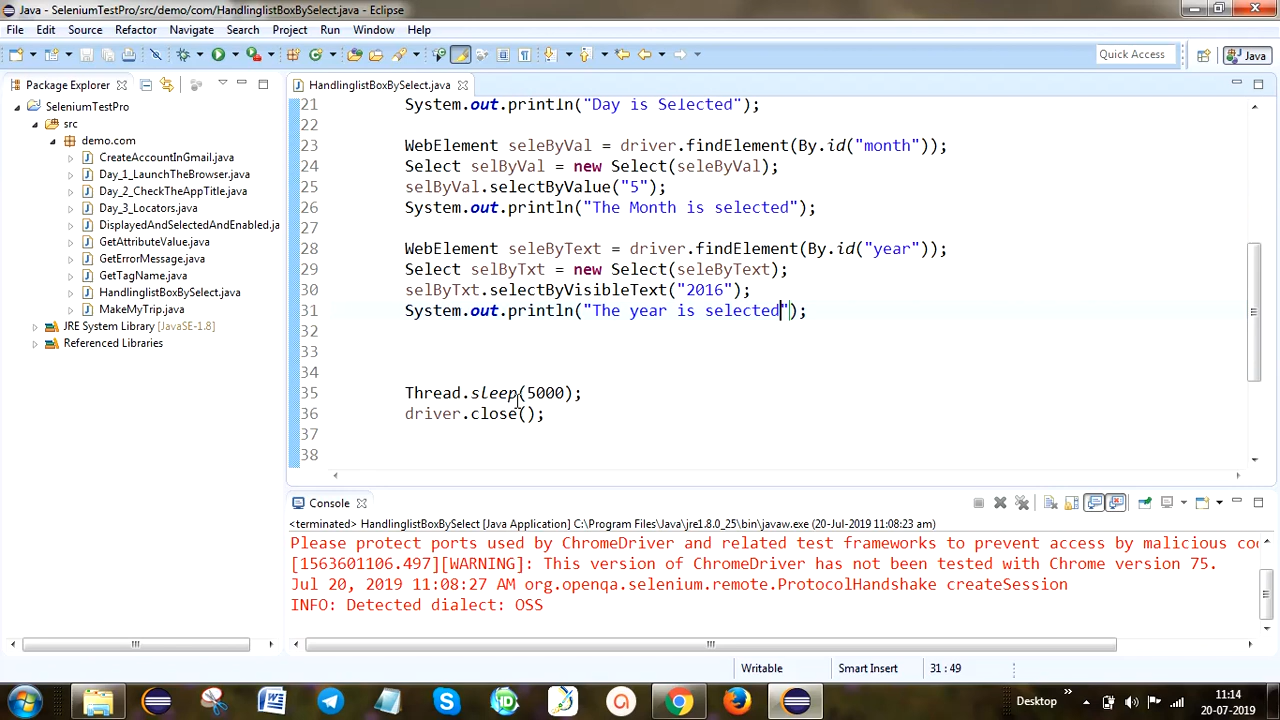 Java - SeleniumTestPro/src/demo/com/HandlinglistBoxBySelect.java - Eclipse
File Edit Source Refactor Navigate Search Project Run Window Help
Quick Access
Java
Package Explorer
HandlinglistBoxBySelect.java
SeleniumTestPro
src
demo.com
CreateAccountInGmail.java
Day_1_LaunchTheBrowser.java
Day_2_CheckTheAppTitle.java
Day_3_Locators.java
DisplayedAndSelectedAndEnabled.ja
GetAttributeValue.java
GetErrorMessage.java
GetTagName.java
HandlinglistBoxBySelect.java
MakeMyTrip.java
JRE System Library [JavaSE-1.8]
Referenced Libraries
21 System.out.println("Day is Selected");
22
23 WebElement seleByVal = driver.findElement(By.id("month"));
24 Select selByVal = new Select(seleByVal);
25 selByVal.selectByValue("5");
26 System.out.println("The Month is selected");
27
28 WebElement seleByText = driver.findElement(By.id("year"));
29 Select selByTxt = new Select(seleByText);
30 selByTxt.selectByVisibleText("2016");
31 System.out.println("The year is selected");
32
33
34
35 Thread.sleep(5000);
36 driver.close();
37
38
Console
<terminated> HandlinglistBoxBySelect [Java Application] C:\Program Files\Java\jre1.8.0_25\bin\javaw.exe (20-Jul-2019 11:08:23 am)
Please protect ports used by ChromeDriver and related test frameworks to prevent access by malicious coc
[1563601106.497][WARNING]: This version of ChromeDriver has not been tested with Chrome version 75.
Jul 20, 2019 11:08:27 AM org.openqa.selenium.remote.ProtocolHandshake createSession
INFO: Detected dialect: OSS
Writable Smart Insert 31 : 49
Desktop
11:14
20-07-2019